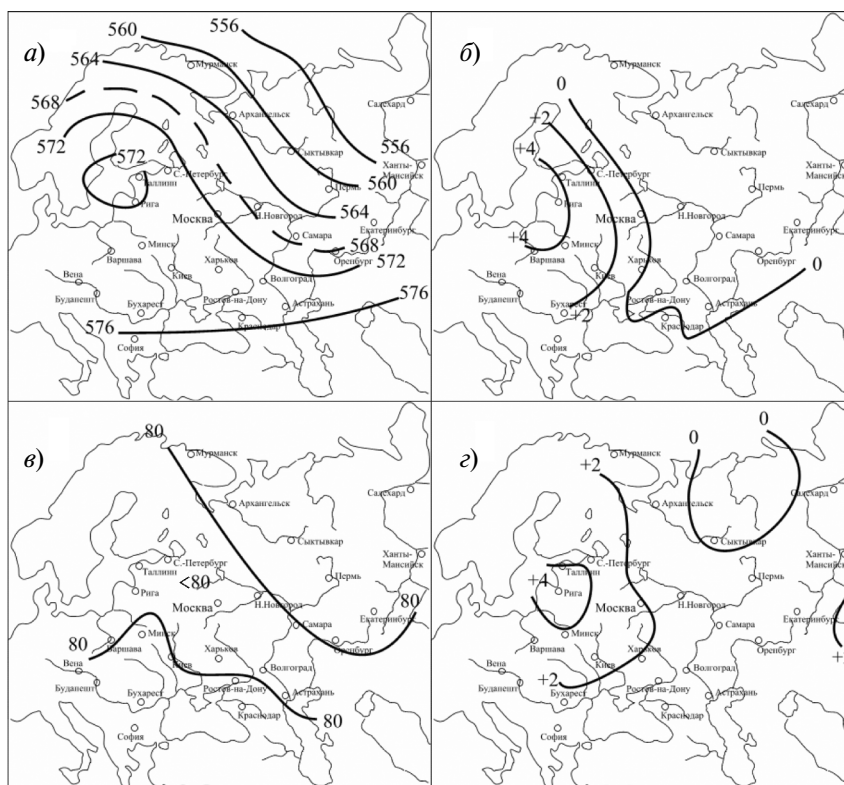 а)
560
556
564
568
572
572
556
560
564
568
572
576
576
Мурманск
Архангельск
Салехард
Сыктывкар
Ханты-
Мансийск
С.-Петербург
Таллинн
Рига
Пермь
Москва
Н.Новгород
Екатеринбург
Самара
Минск
Варшава
Оренбург
Харьков
Киев
Вена
Волгоград
Будапешт
Ростов-на-Дону
Астрахань
Бухарест
Краснодар
София
б)
0
+2
+4
+4
+2
0
Мурманск
Архангельск
Салехард
Сыктывкар
Ханты-
Мансийск
С.-Петербург
Таллинн
Рига
Пермь
Москва
Н.Новгород
Екатеринбург
Самара
Минск
Варшава
Оренбург
Харьков
Киев
Вена
Волгоград
Будапешт
Ростов-на-Дону
Астрахань
Бухарест
Краснодар
София
в)
80
<80
80
80
80
Мурманск
Архангельск
Салехард
Сыктывкар
Ханты-
Мансийск
С.-Петербург
Таллинн
Рига
Пермь
Москва
Н.Новгород
Екатеринбург
Самара
Минск
Варшава
Оренбург
Харьков
Киев
Вена
Волгоград
Будапешт
Ростов-на-Дону
Астрахань
Бухарест
Краснодар
София
г)
0
0
+2
+4
+2
Мурманск
Архангельск
Салехард
Сыктывкар
Ханты-
Мансийск
С.-Петербург
Таллинн
Рига
Пермь
Москва
Н.Новгород
Екатеринбург
Самара
Минск
Варшава
Оренбург
Харьков
Киев
Вена
Волгоград
Будапешт
Ростов-на-Дону
Астрахань
Бухарест
Краснодар
София